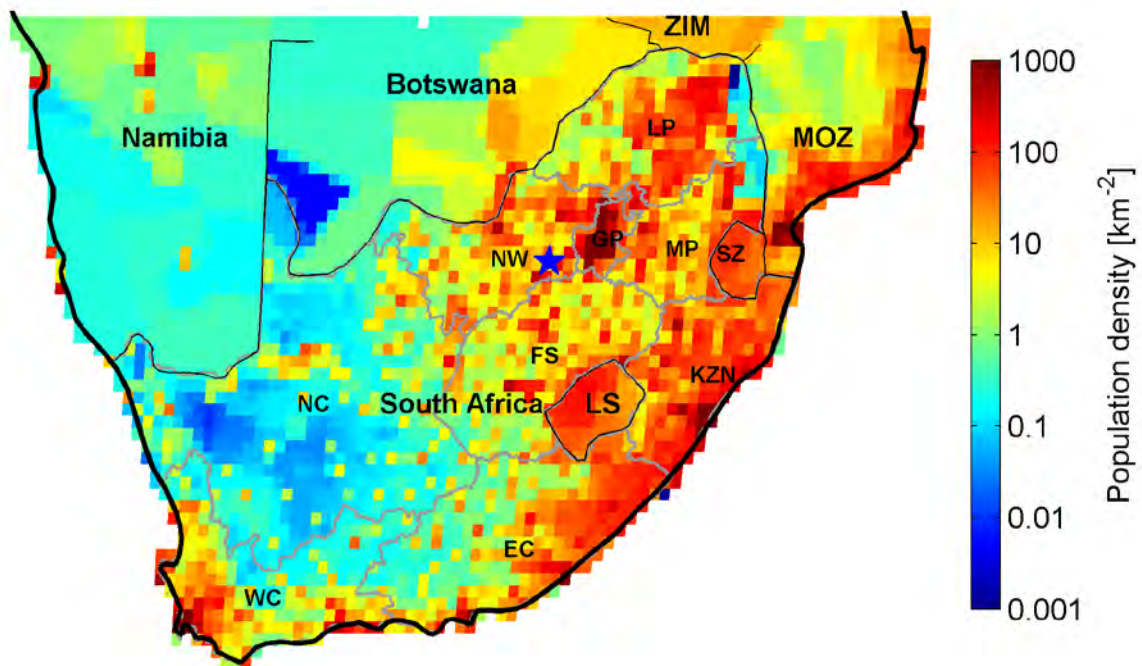 ZIM
Botswana
Namibia
LP
MOZ
GP
NW
MP
SZ
FS
KZN
NC
South Africa
LS
EC
WC
1000
100
10
1
0.1
0.01
0.001
Population density [km⁻²]